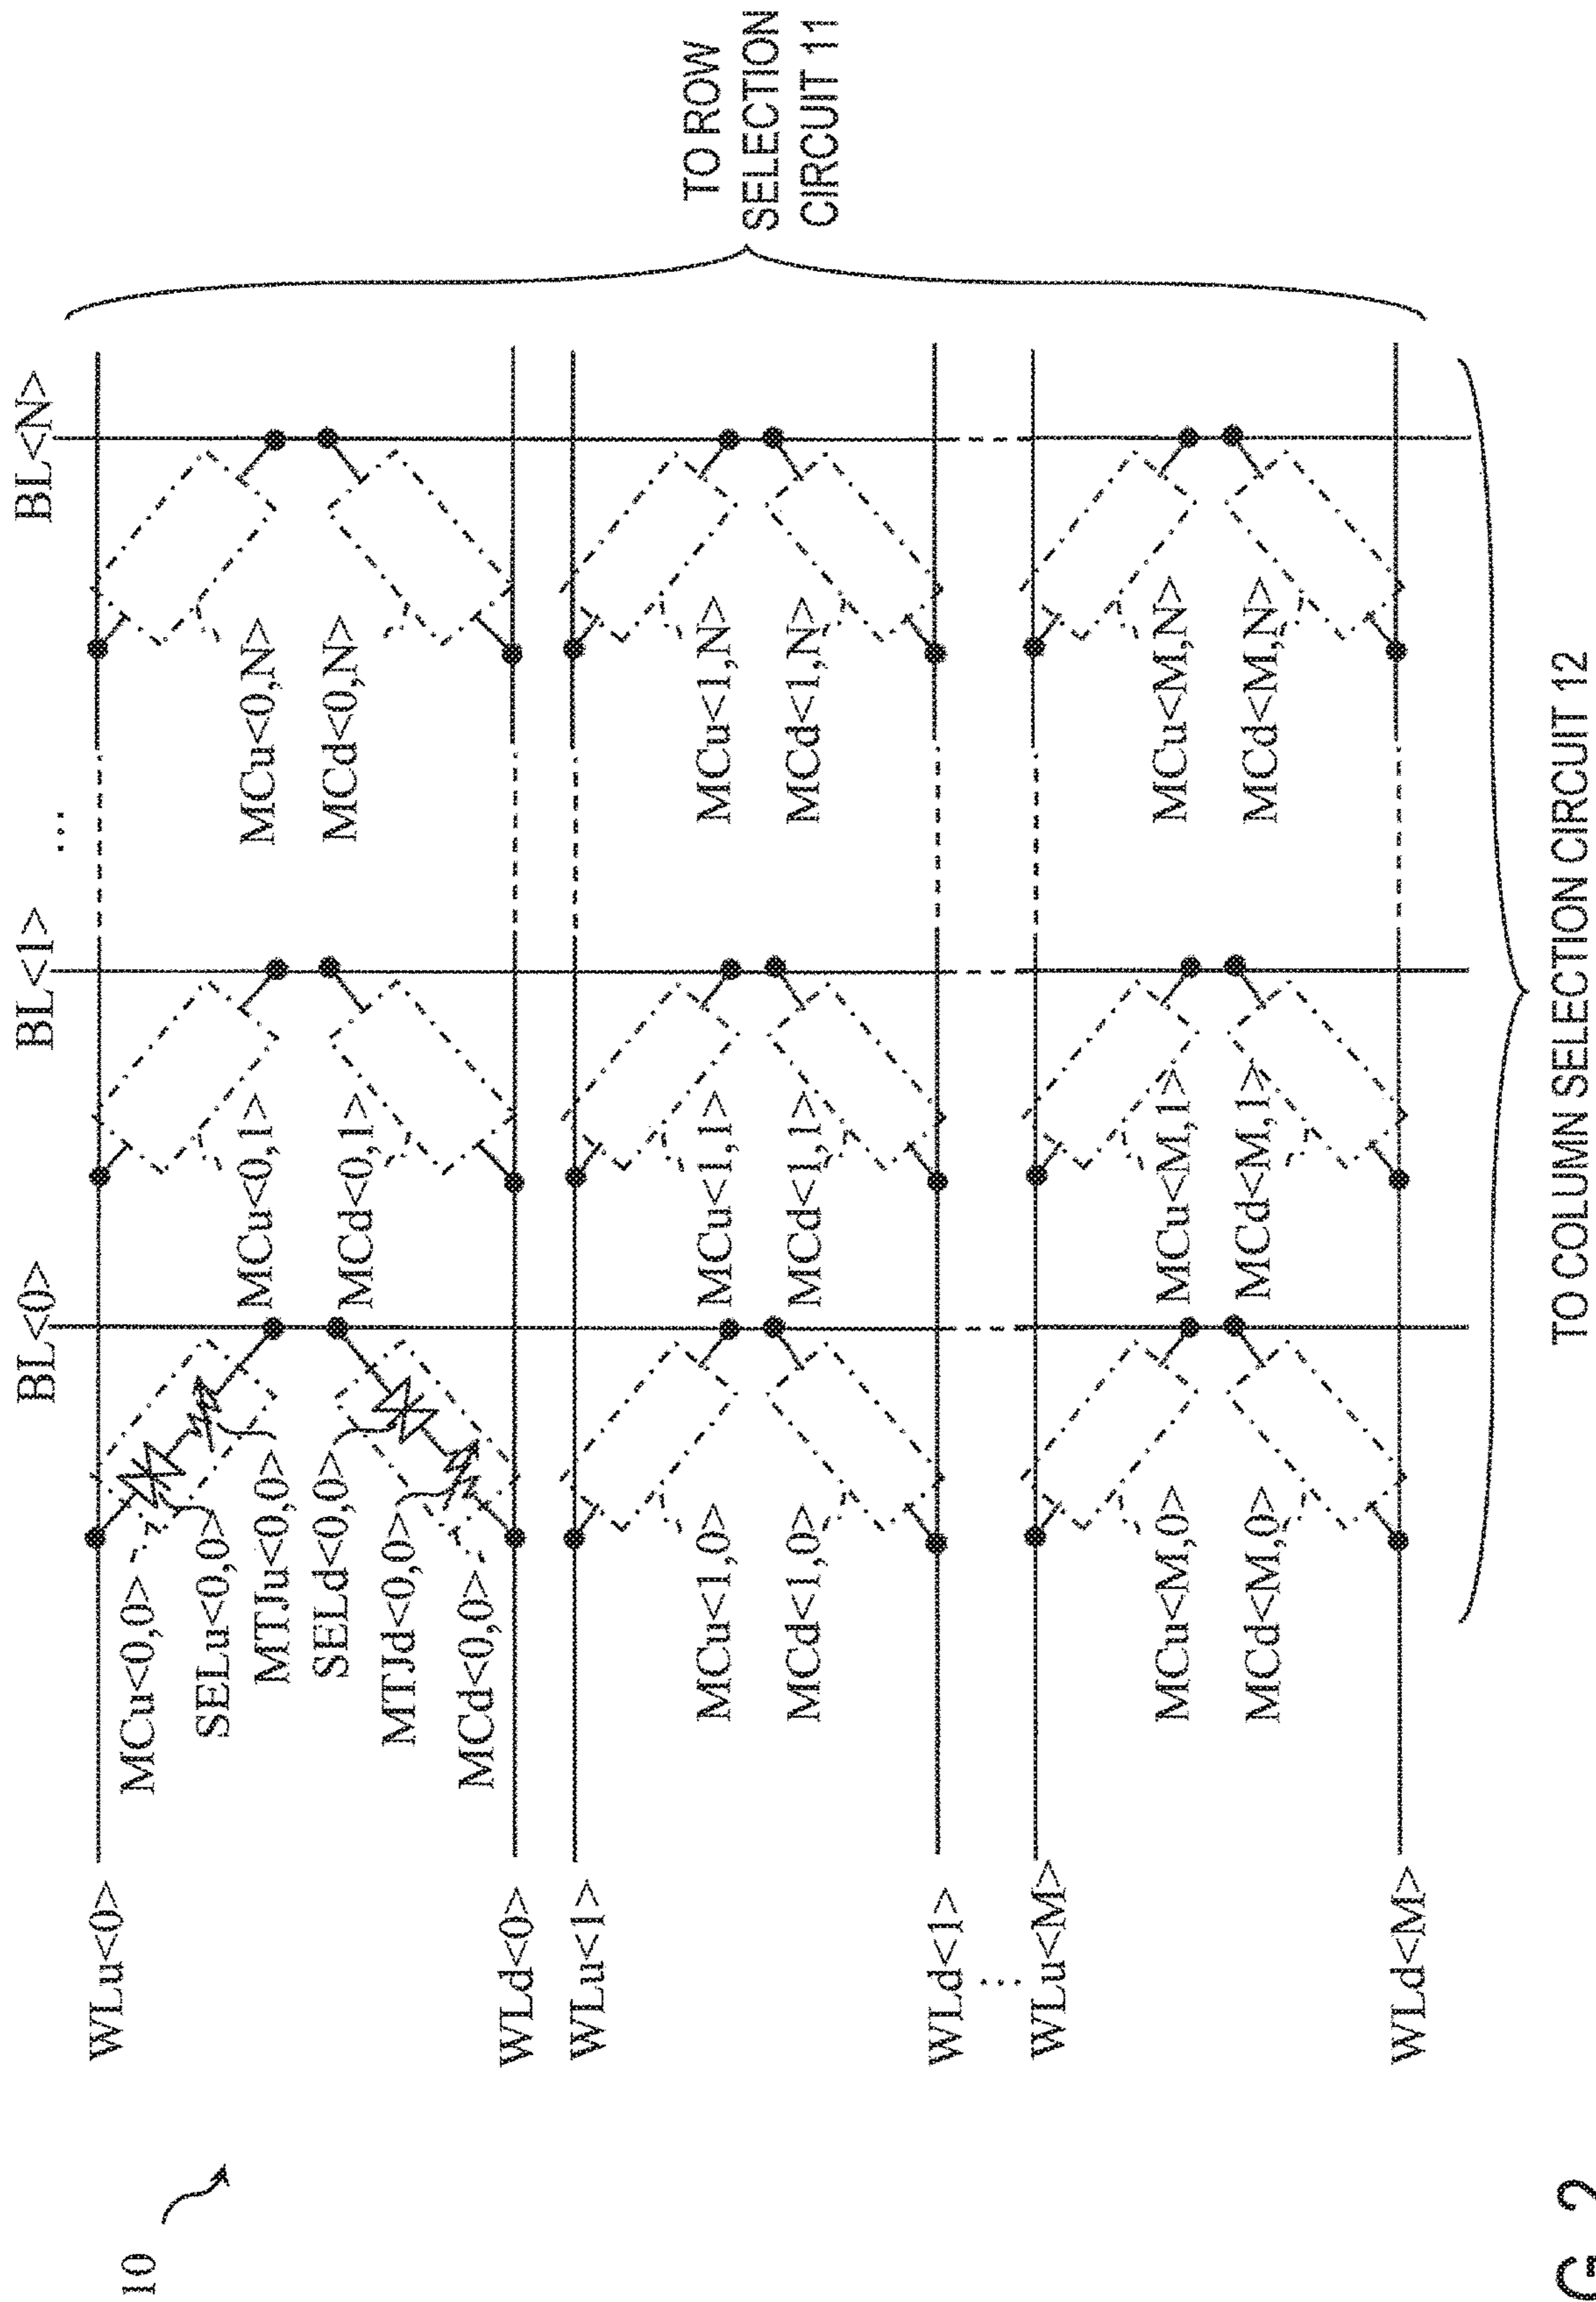 10
BL<0>
BL<1>
...
BL<N>
WLu<0>
MCu<0,0>
SELu<0,0>
MTJu<0,0>
SELd<0,0>
MTJd<0,0>
MCd<0,0>
MCu<0,1>
MCd<0,1>
MCu<0,N>
MCd<0,N>
WLd<0>
WLu<1>
MCu<1,0>
MCd<1,0>
MCu<1,1>
MCd<1,1>
MCu<1,N>
MCd<1,N>
WLd<1>
...
WLu<M>
MCu<M,0>
MCd<M,0>
MCu<M,1>
MCd<M,1>
MCu<M,N>
MCd<M,N>
WLd<M>
TO ROW
SELECTION
CIRCUIT 11
TO COLUMN SELECTION CIRCUIT 12
G. 2